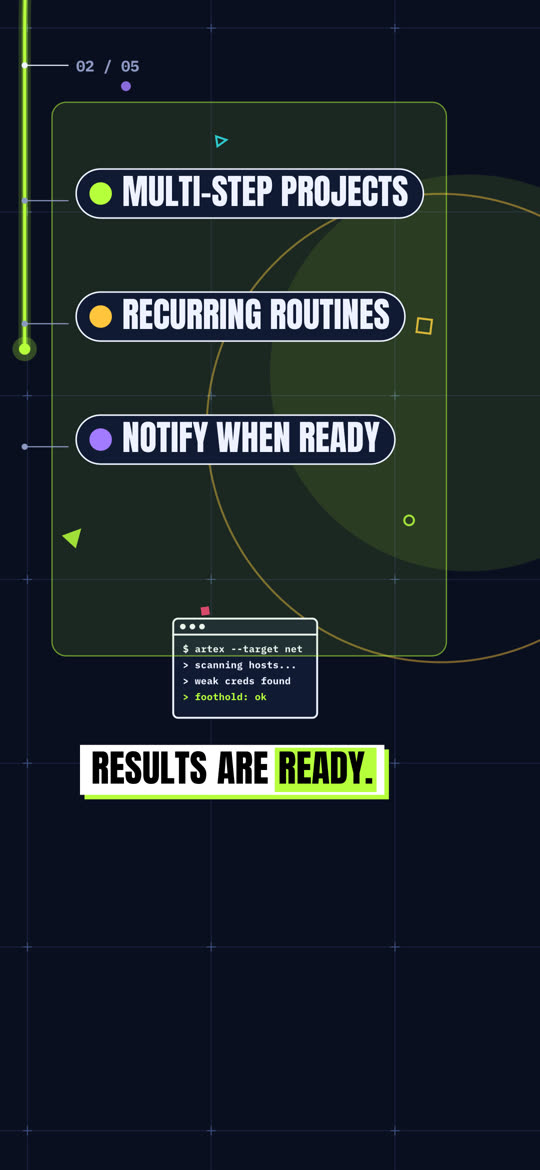 02 / 05
MULTI-STEP PROJECTS
RECURRING ROUTINES
NOTIFY WHEN READY
$ artex --target net
> scanning hosts...
> weak creds found
> foothold: ok
RESULTS ARE READY.